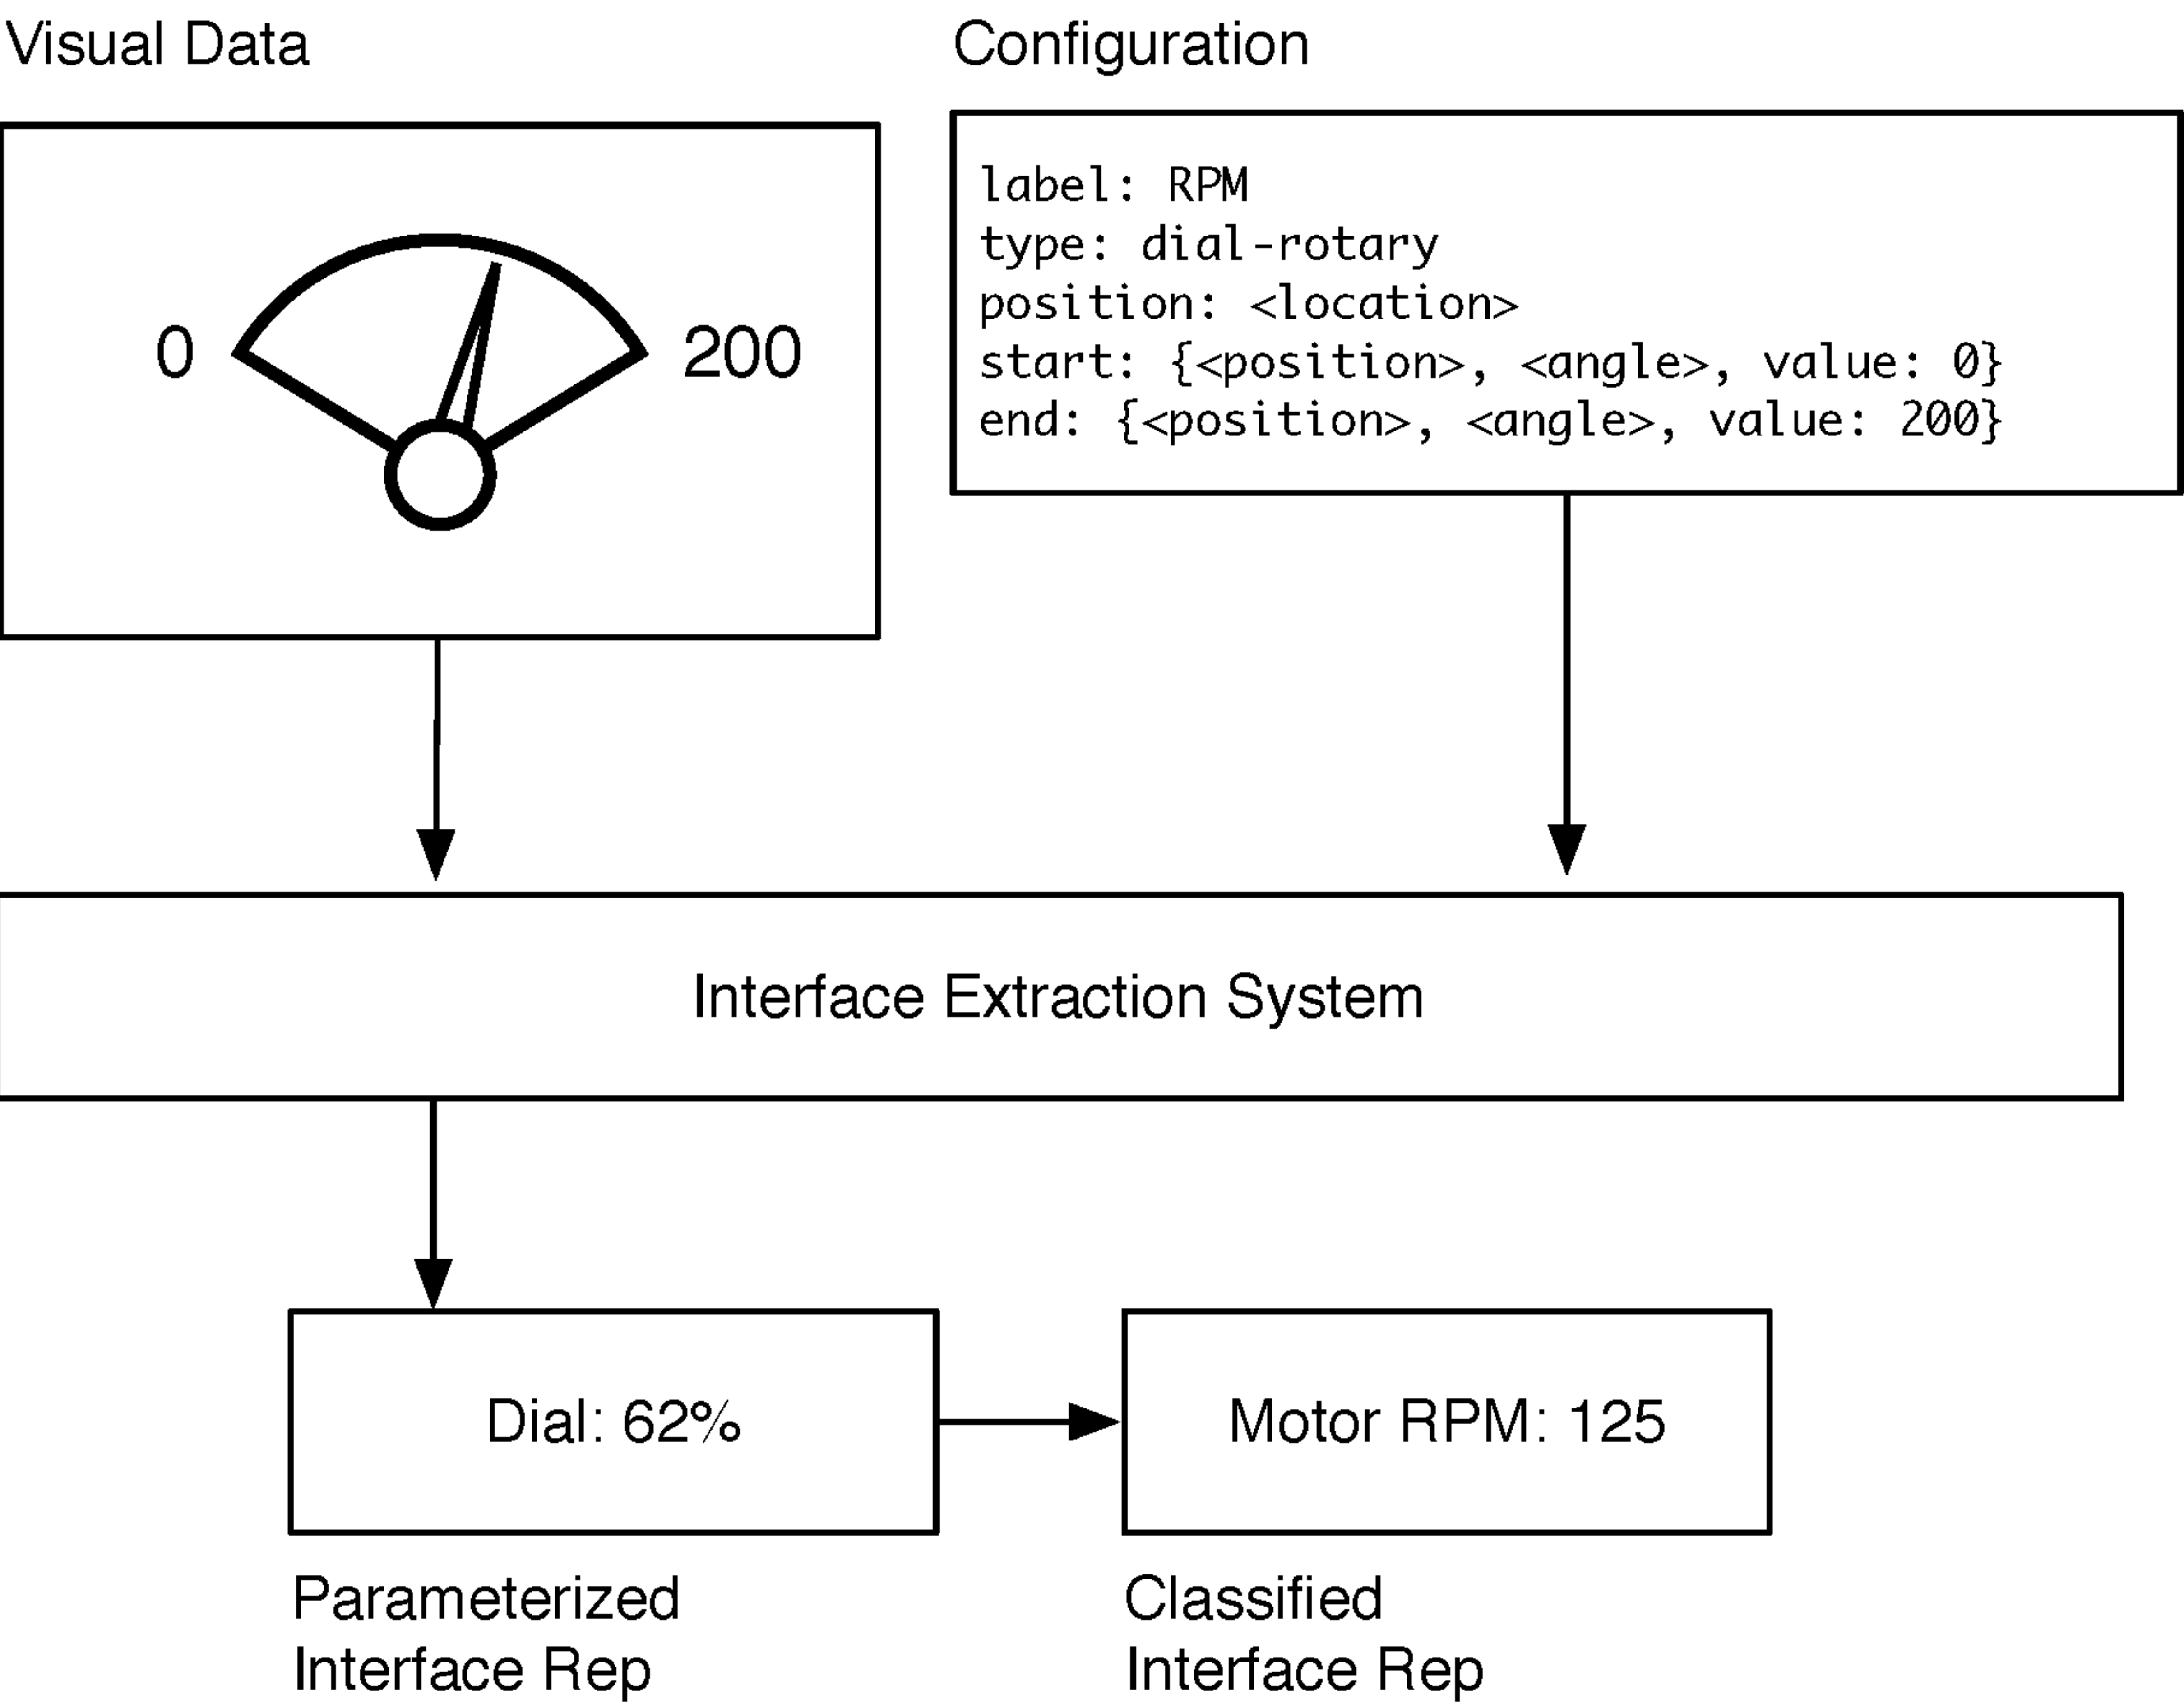 Visual Data
Configuration
0
200
label: RPM
type: dial-rotary
position: <location>
start: {<position>, <angle>, value: 0}
end: {<position>, <angle>, value: 200}
Interface Extraction System
Dial: 62%
Motor RPM: 125
Parameterized
Interface Rep
Classified
Interface Rep